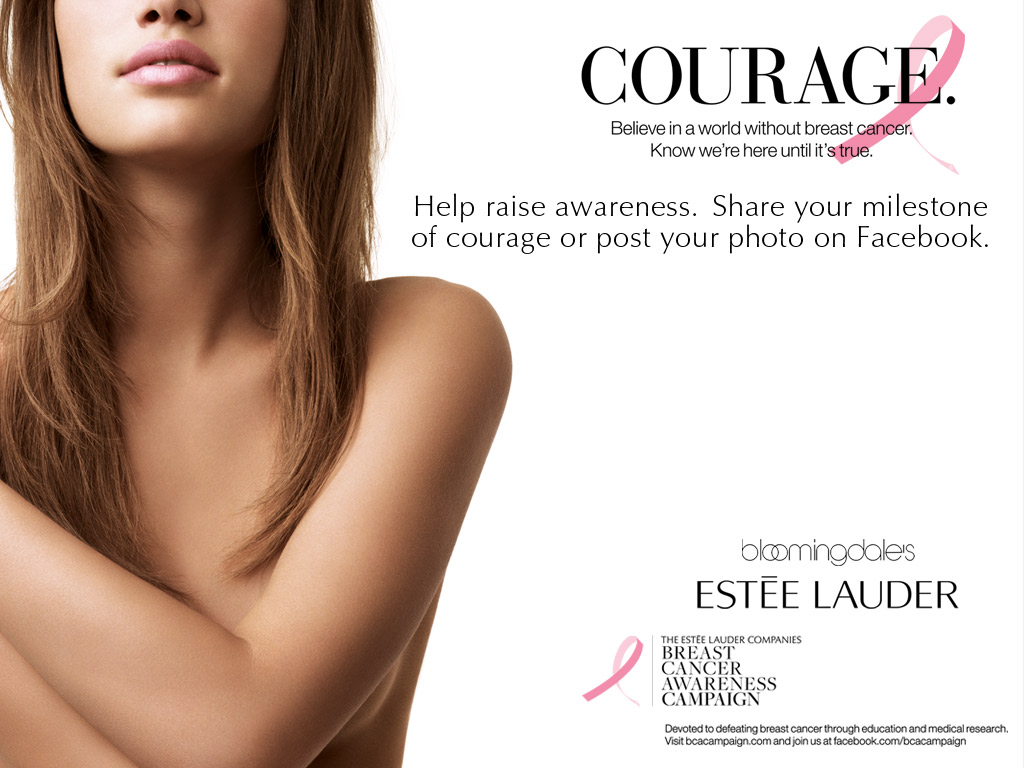 COURAGE.
Believe in a world without breast cancer.
Know we're here until it's true.
Help raise awareness.  Share your milestone
of courage or post your photo on Facebook.
bloomingdale's
ESTĒE LAUDER
THE ESTĒE LAUDER COMPANIES
BREAST
CANCER
AWARENESS
CAMPAIGN
Devoted to defeating breast cancer through education and medical research.
Visit bcacampaign.com and join us at facebook.com/bcacampaign